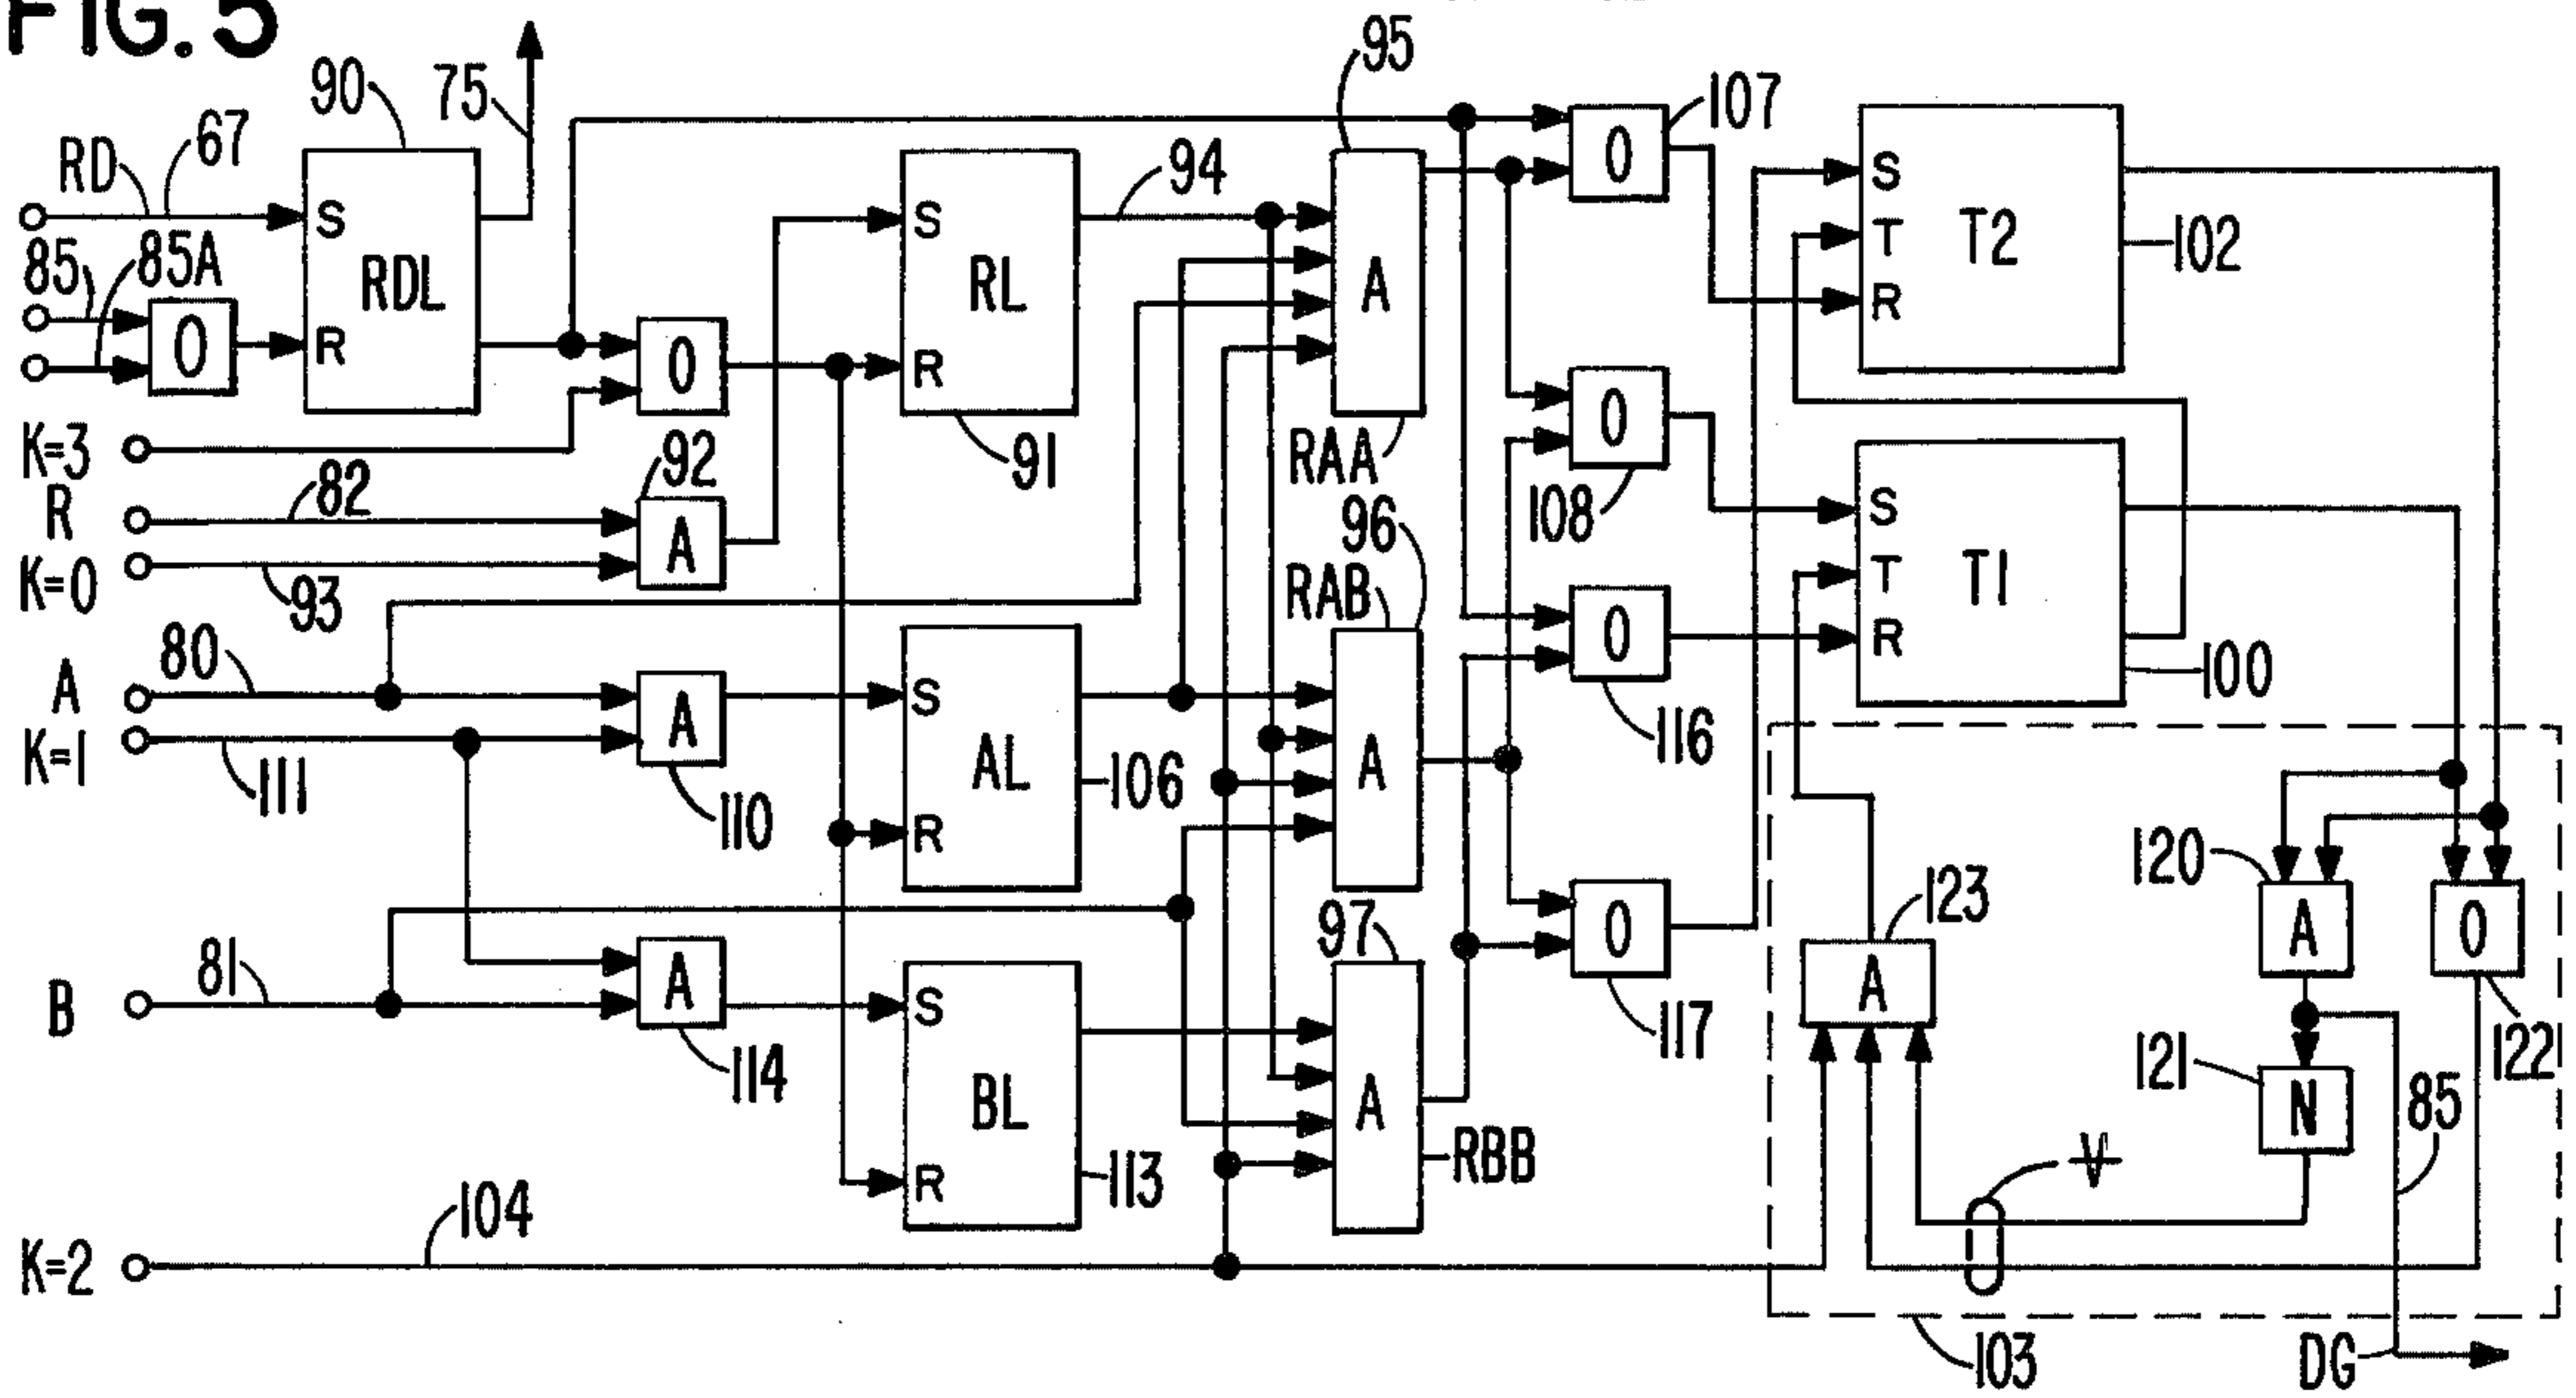 FIG. 5
90
75
95
107
RD
67
94
O
S
85
85A
RDL
S
RL
A
S
T2
102
O
R
O
R
T
R
K=3
92
91
RAA
O
108
R
82
A
96
S
T1
K=0
93
RAB
O
T
R
A
80
A
S
A
116
100
K=1
111
110
AL
106
R
120
123
A
O
B
81
A
S
97
O
117
A
122
114
BL
113
A
RBB
121
N
85
R
V
K=2
104
103
DG